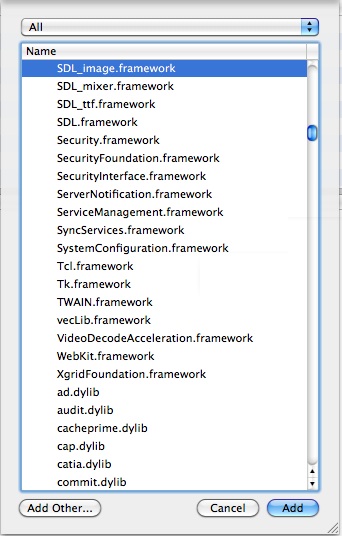 All
Name
SDL_image.framework
SDL_mixer.framework
SDL_ttf.framework
SDL.framework
Security.framework
SecurityFoundation.framework
SecurityInterface.framework
ServerNotification.framework
ServiceManagement.framework
SyncServices.framework
SystemConfiguration.framework
Tcl.framework
Tk.framework
TWAIN.framework
vecLib.framework
VideoDecodeAcceleration.framework
WebKit.framework
XgridFoundation.framework
ad.dylib
audit.dylib
cacheprime.dylib
cap.dylib
catia.dylib
commit.dylib
Add Other... Cancel Add